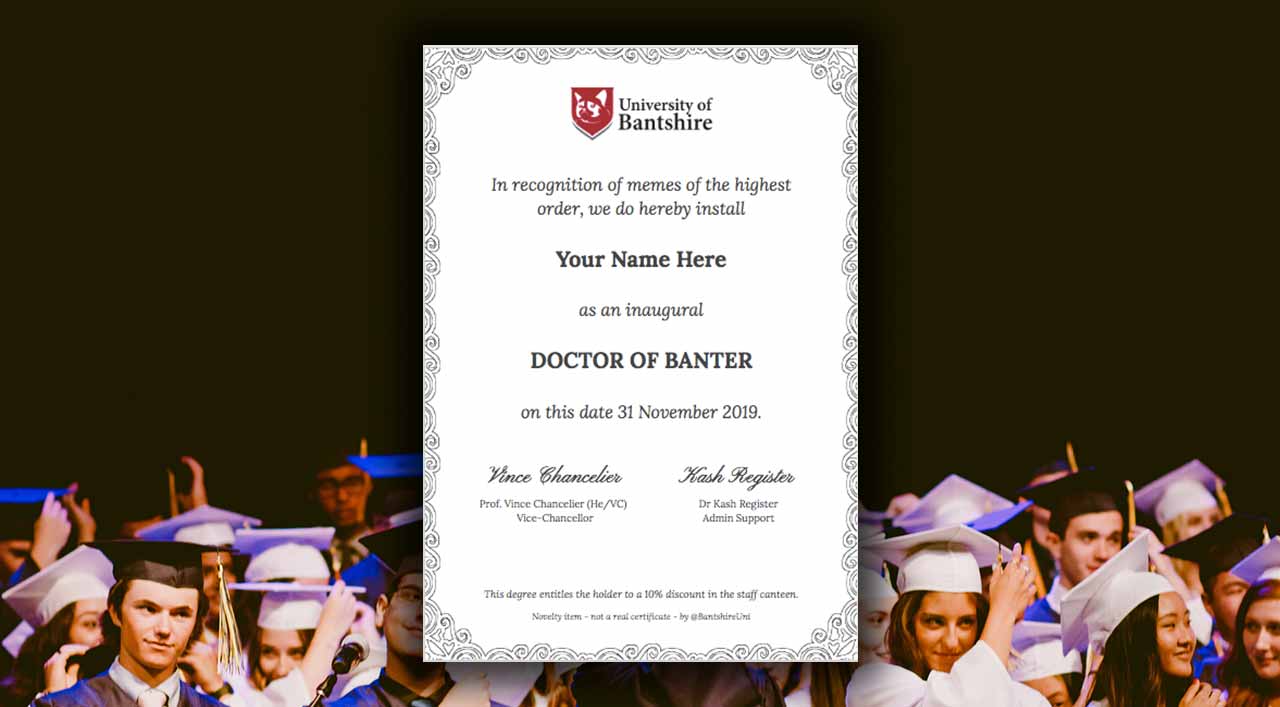 University of
Bantshire
In recognition of memes of the highest
order, we do hereby install
Your Name Here
as an inaugural
DOCTOR OF BANTER
on this date 31 November 2019.
Vince Chancelier
Kash Register
Prof. Vince Chancelier (He/VC)
Vice-Chancellor
Dr Kash Register
Admin Support
This degree entitles the holder to a 10% discount in the staff canteen.
Novelty item - not a real certificate - by @BantshireUni